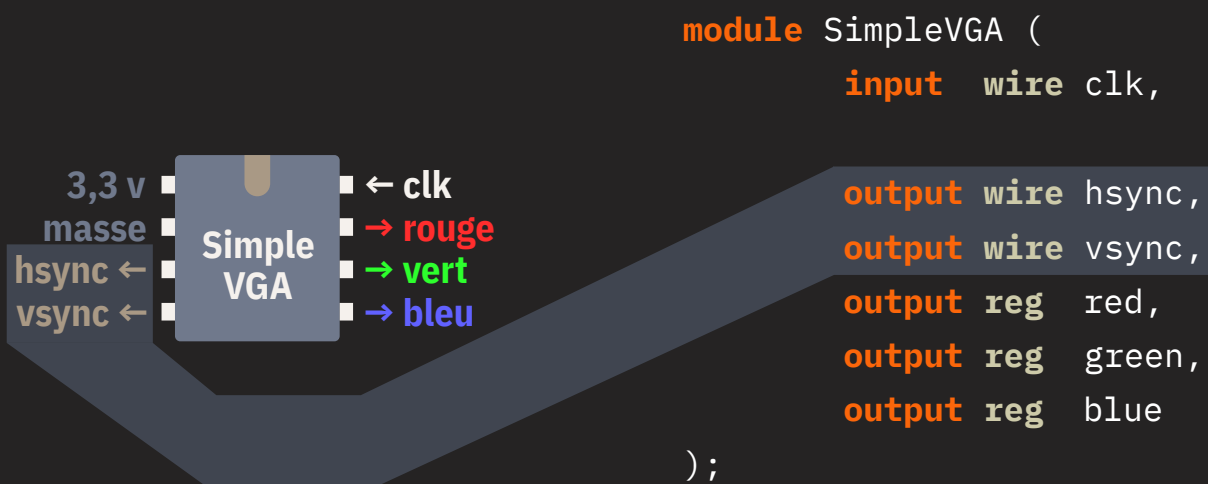 3,3 v
masse
hsync ←
vsync ←
Simple
VGA
← clk
→ rouge
→ vert
→ bleu
module SimpleVGA (
input wire clk,
output wire hsync,
output wire vsync,
output reg red,
output reg green,
output reg blue
);